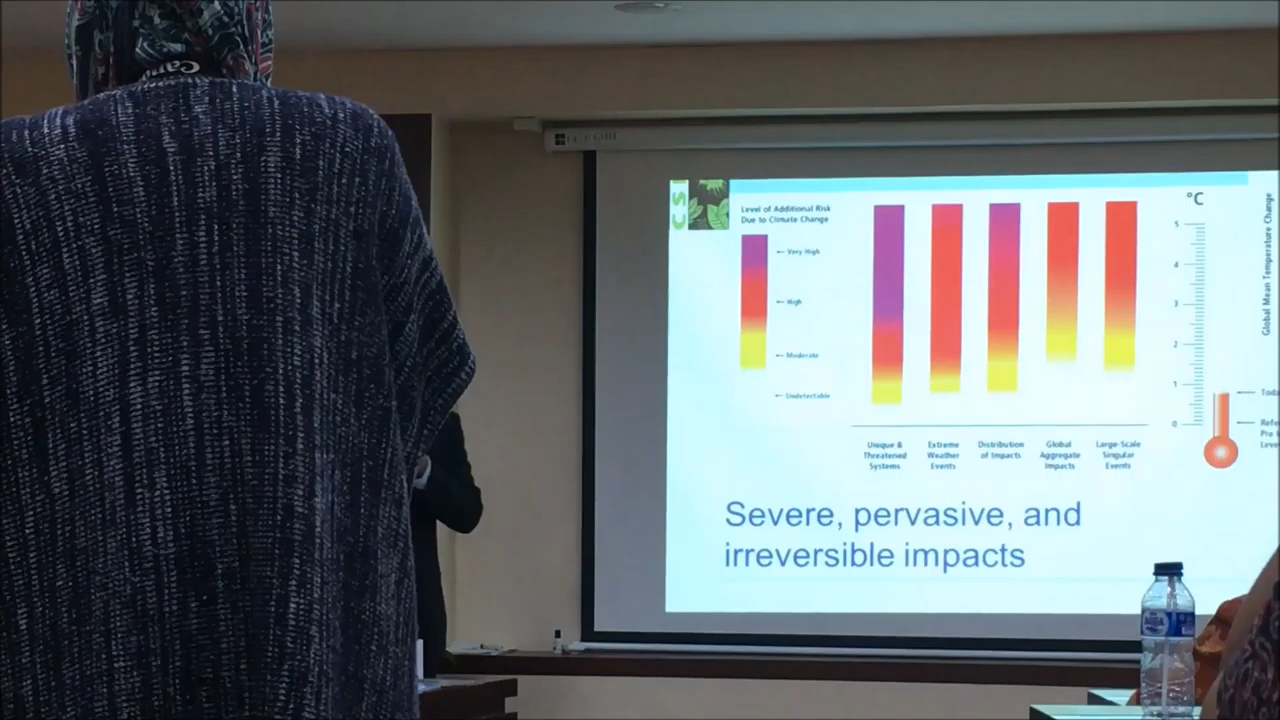 Cano
CSI
Level of Additional Risk
Due to Climate Change
Very High
High
Moderate
Undetectable
°C
5
4
3
2
1
0
Global Mean Temperature Change
Unique &
Threatened
Systems
Extreme
Weather
Events
Distribution
of Impacts
Global
Aggregate
Impacts
Large-Scale
Singular
Events
Severe, pervasive, and
irreversible impacts